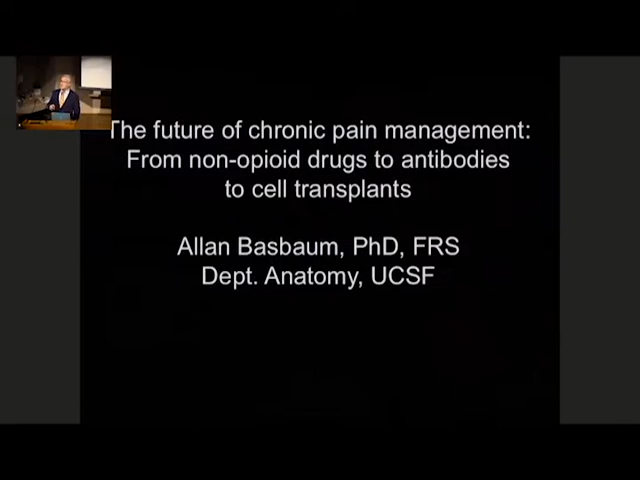 The future of chronic pain management:
From non-opioid drugs to antibodies
to cell transplants
Allan Basbaum, PhD, FRS
Dept. Anatomy, UCSF